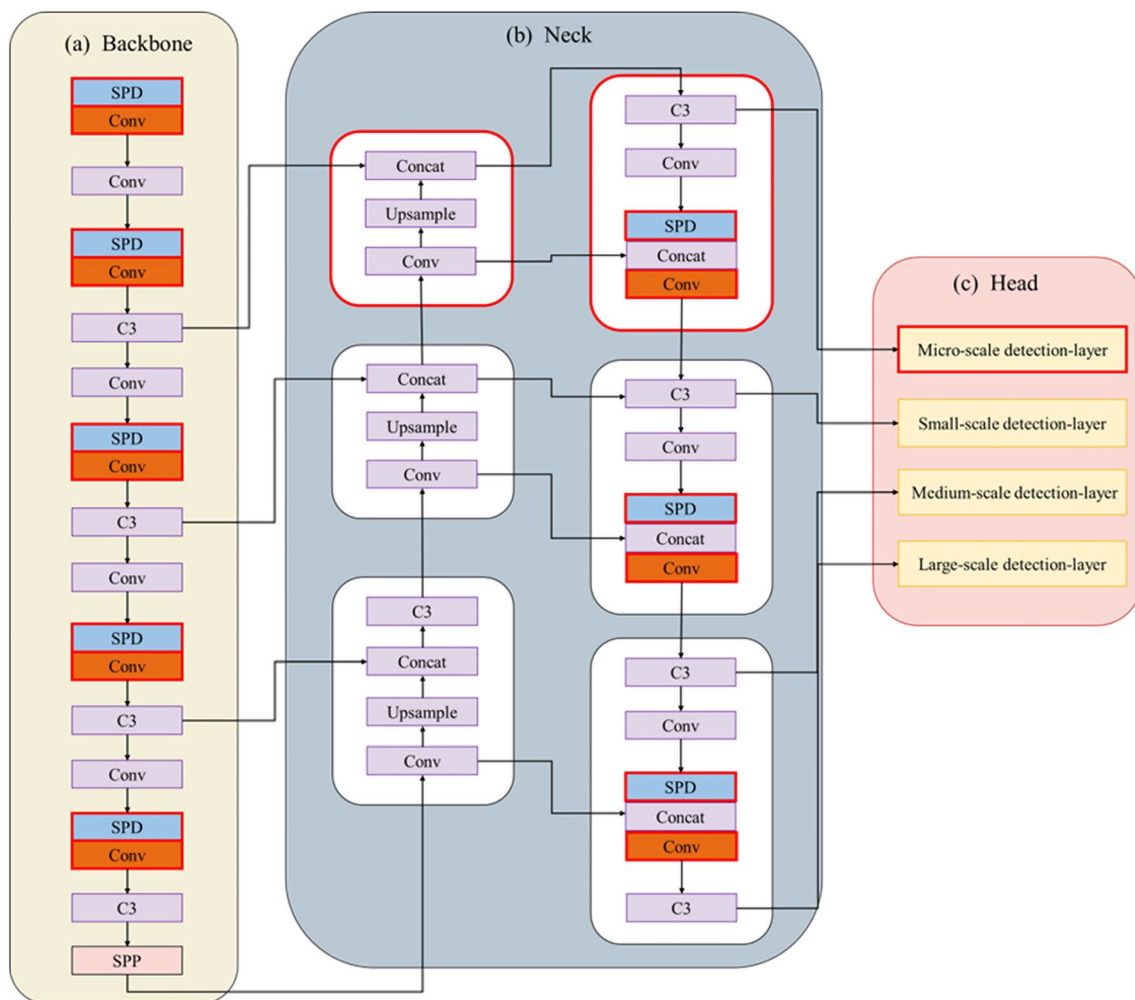 (a) Backbone
SPD
Conv
Conv
SPD
Conv
C3
Conv
SPD
Conv
C3
Conv
SPD
Conv
C3
Conv
SPD
Conv
C3
SPP
(b) Neck
Concat
Upsample
Conv
Concat
Upsample
Conv
C3
Concat
Upsample
Conv
C3
Conv
SPD
Concat
Conv
C3
Conv
SPD
Concat
Conv
C3
Conv
SPD
Concat
Conv
C3
(c) Head
Micro-scale detection-layer
Small-scale detection-layer
Medium-scale detection-layer
Large-scale detection-layer